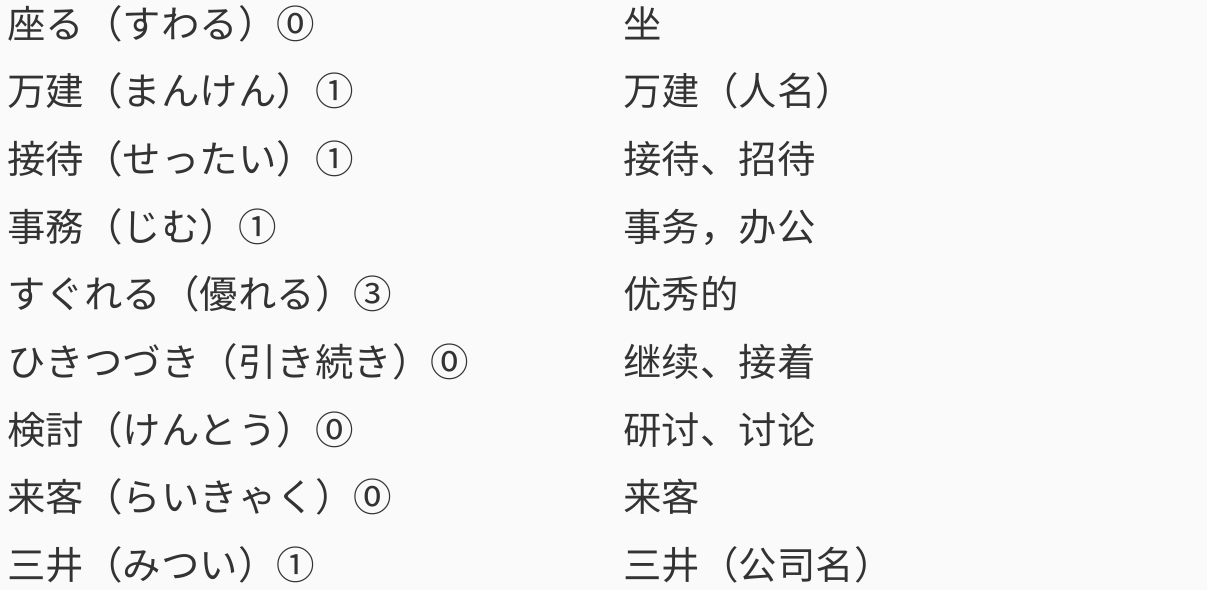 座る（すわる）⓪ 坐
万建（まんけん）① 万建（人名）
接待（せったい）① 接待、招待
事務（じむ）① 事务，办公
すぐれる（優れる）③ 优秀的
ひきつづき（引き続き）⓪ 继续、接着
検討（けんとう）⓪ 研讨、讨论
来客（らいきゃく）⓪ 来客
三井（みつい）① 三井（公司名）